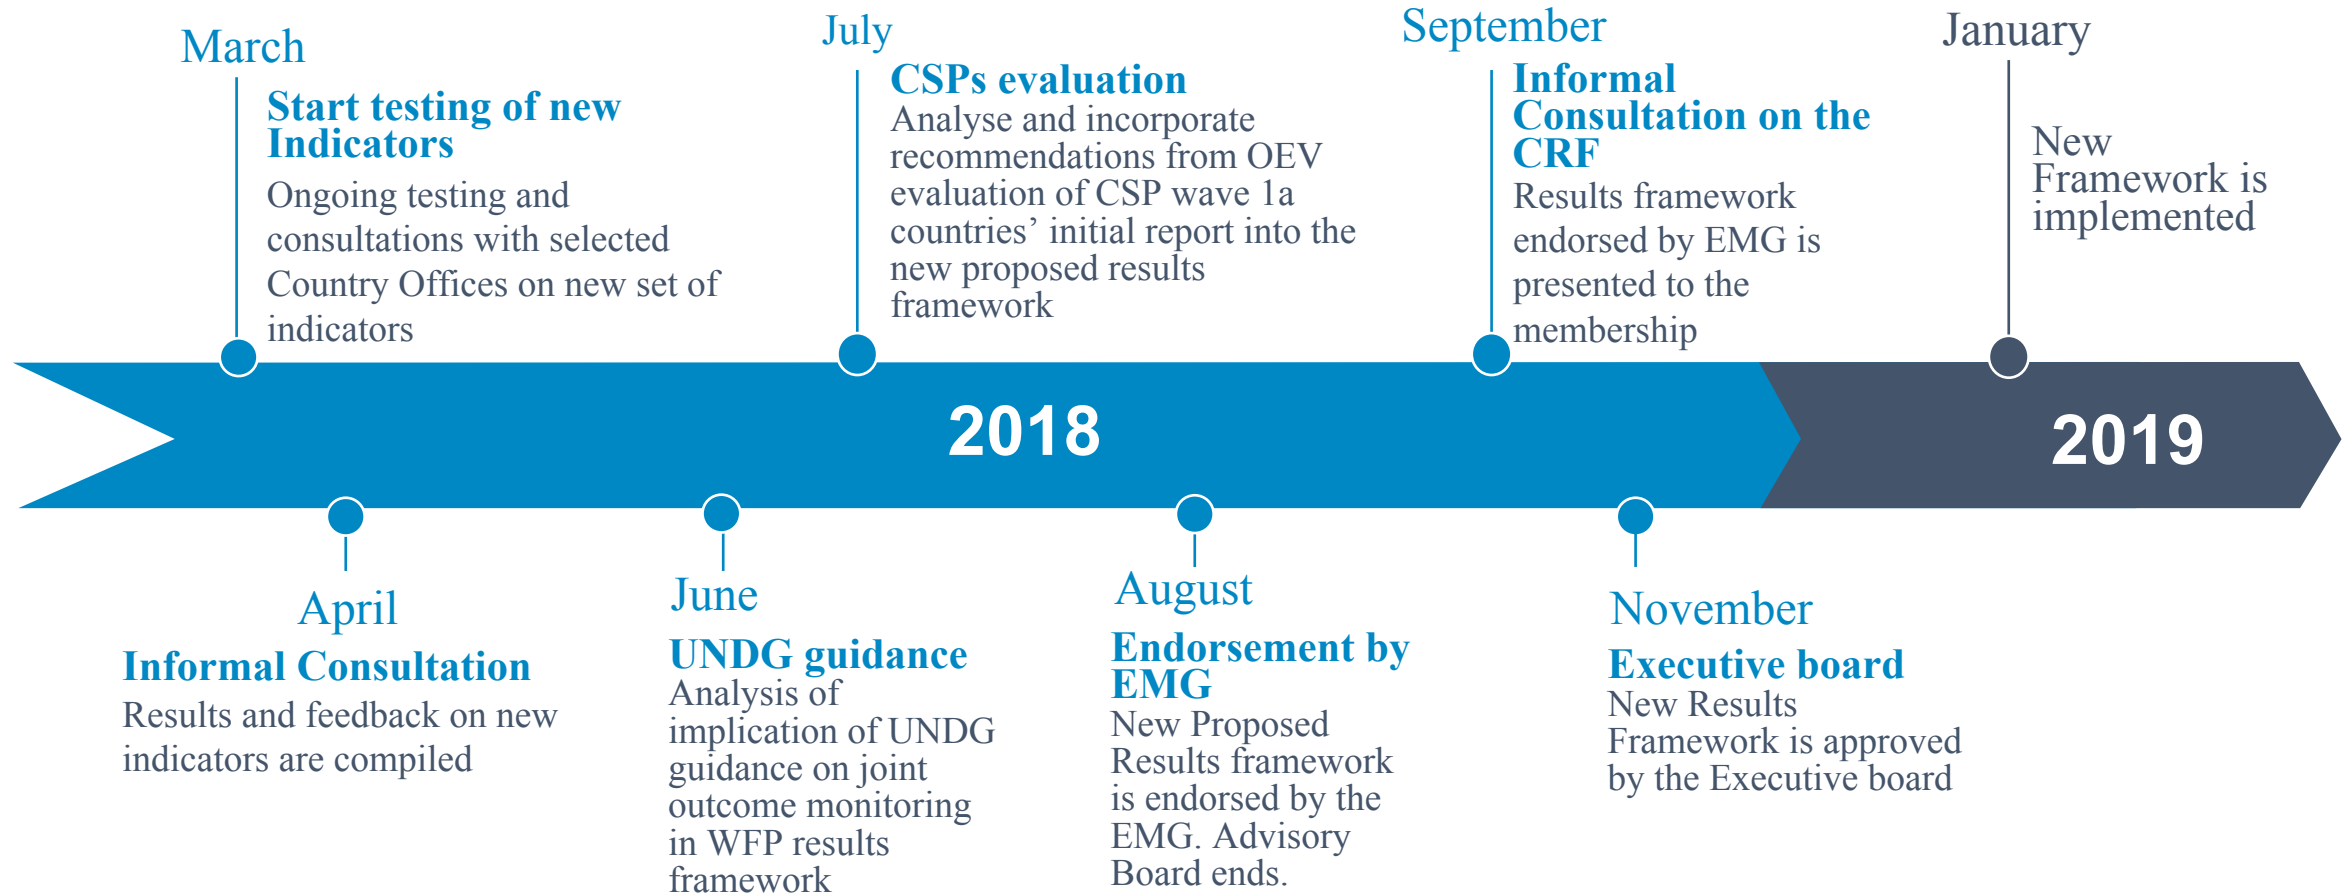 March
Start testing of new
Indicators
Ongoing testing and
consultations with selected
Country Offices on new set of
indicators
July
CSPs evaluation
Analyse and incorporate
recommendations from OEV
evaluation of CSP wave 1a
countries’ initial report into the
new proposed results
framework
September
Informal
Consultation on the
CRF
Results framework
endorsed by EMG is
presented to the
membership
January
New
Framework is
implemented
2018
2019
April
Informal Consultation
Results and feedback on new
indicators are compiled
June
UNDG guidance
Analysis of
implication of UNDG
guidance on joint
outcome monitoring
in WFP results
framework
August
Endorsement by
EMG
New Proposed
Results framework
is endorsed by the
EMG. Advisory
Board ends.
November
Executive board
New Results
Framework is approved
by the Executive board